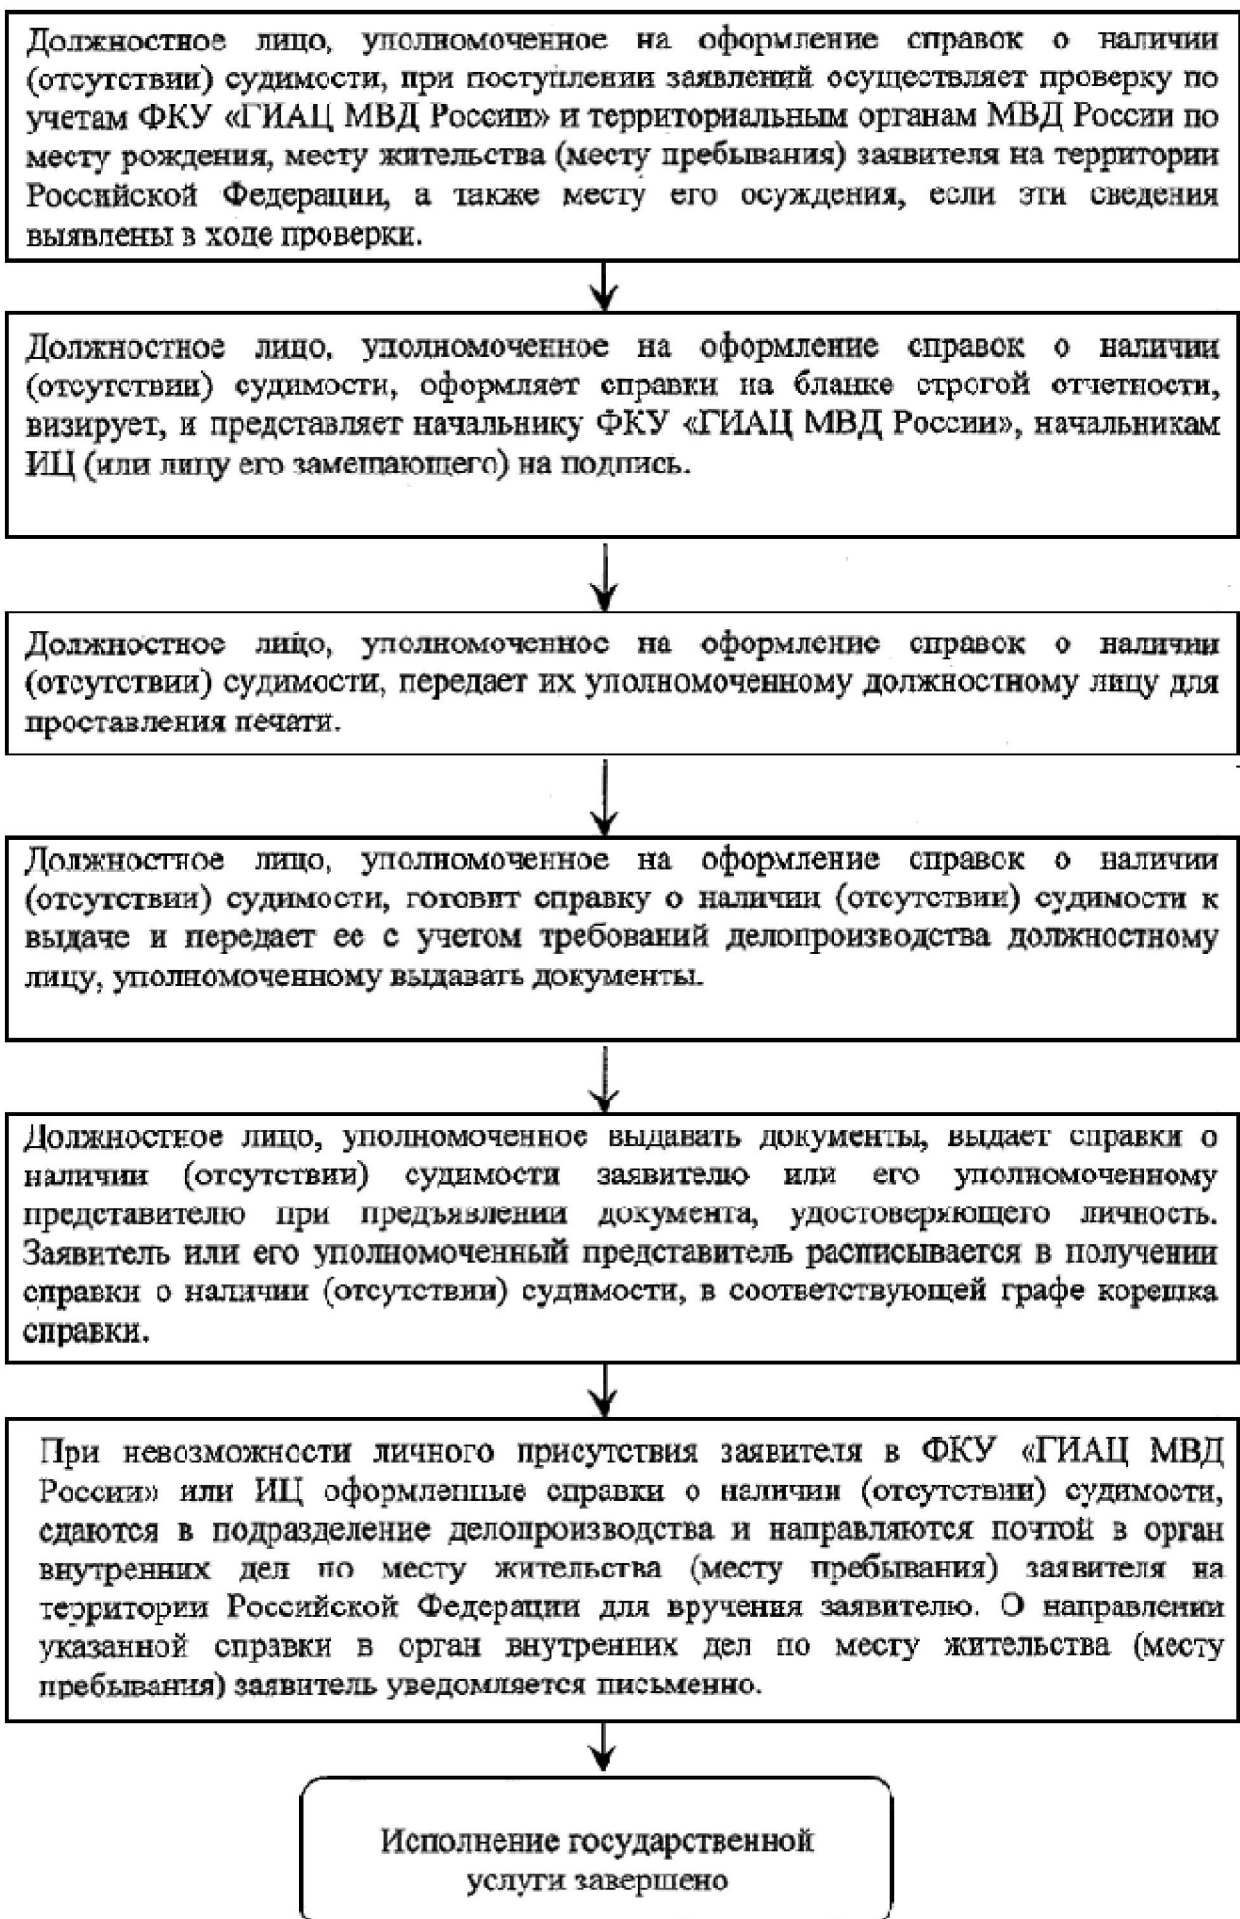 Должностное лицо, уполномоченное на оформление справок о наличии
(отсутствии) судимости, при поступлении заявлений осуществляет проверку по
учетам ФКУ «ГИАЦ МВД России» и территориальным органам МВД России по
месту рождения, месту жительства (месту пребывания) заявителя на территории
Российской Федерации, а также месту его осуждения, если эти сведения
выявлены в ходе проверки.
Должностное лицо, уполномоченное на оформление справок о наличии
(отсутствии) судимости, оформляет справки на бланке строгой отчетности,
визирует, и представляет начальнику ФКУ «ГИАЦ МВД России», начальникам
ИЦ (или лицу его замещающего) на подпись.
Должностное лицо, уполномоченное на оформление справок о наличии
(отсутствии) судимости, передает их уполномоченному должностному лицу для
проставления печати.
Должностное лицо, уполномоченное на оформление справок о наличии
(отсутствии) судимости, готовит справку о наличии (отсутствии) судимости к
выдаче и передает ее с учетом требований делопроизводства должностному
лицу, уполномоченному выдавать документы.
Должностное лицо, уполномоченное выдавать документы, выдает справки о
наличии (отсутствии) судимости заявителю или его уполномоченному
представителю при предъявлении документа, удостоверяющего личность.
Заявитель или его уполномоченный представитель расписывается в получении
справки о наличии (отсутствии) судимости, в соответствующей графе корешка
справки.
При невозможности личного присутствия заявителя в ФКУ «ГИАЦ МВД
России» или ИЦ оформленные справки о наличии (отсутствии) судимости,
сдаются в подразделение делопроизводства и направляются почтой в орган
внутренних дел по месту жительства (месту пребывания) заявителя на
территории Российской Федерации для вручения заявителю. О направлении
указанной справки в орган внутренних дел по месту жительства (месту
пребывания) заявитель уведомляется письменно.
Исполнение государственной
услуги завершено